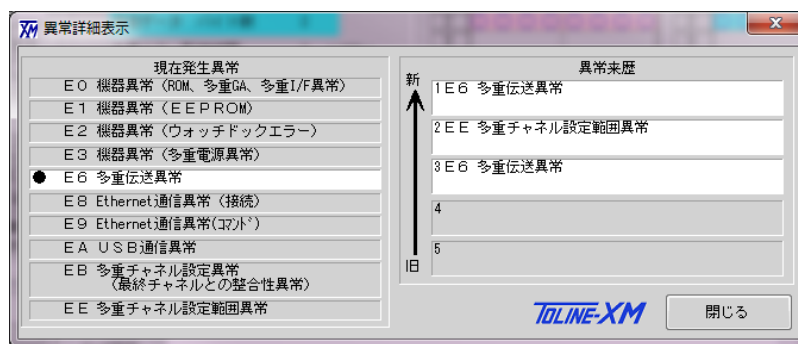 異常詳細表示
現在発生異常
E0 機器異常（ROM、多重GA、多重I/F異常）
E1 機器異常（EEPROM）
E2 機器異常（ウォッチドックエラー）
E3 機器異常（多重電源異常）
● E6 多重伝送異常
E8 Ethernet通信異常（接続）
E9 Ethernet通信異常(ｺﾏﾝﾄﾞ)
EA USB通信異常
EB 多重チャネル設定異常
（最終チャネルとの整合性異常）
EE 多重チャネル設定範囲異常
異常来歴
新
旧
1E6 多重伝送異常
2EE 多重チャネル設定範囲異常
3E6 多重伝送異常
4
5
TOLINE-XM
閉じる